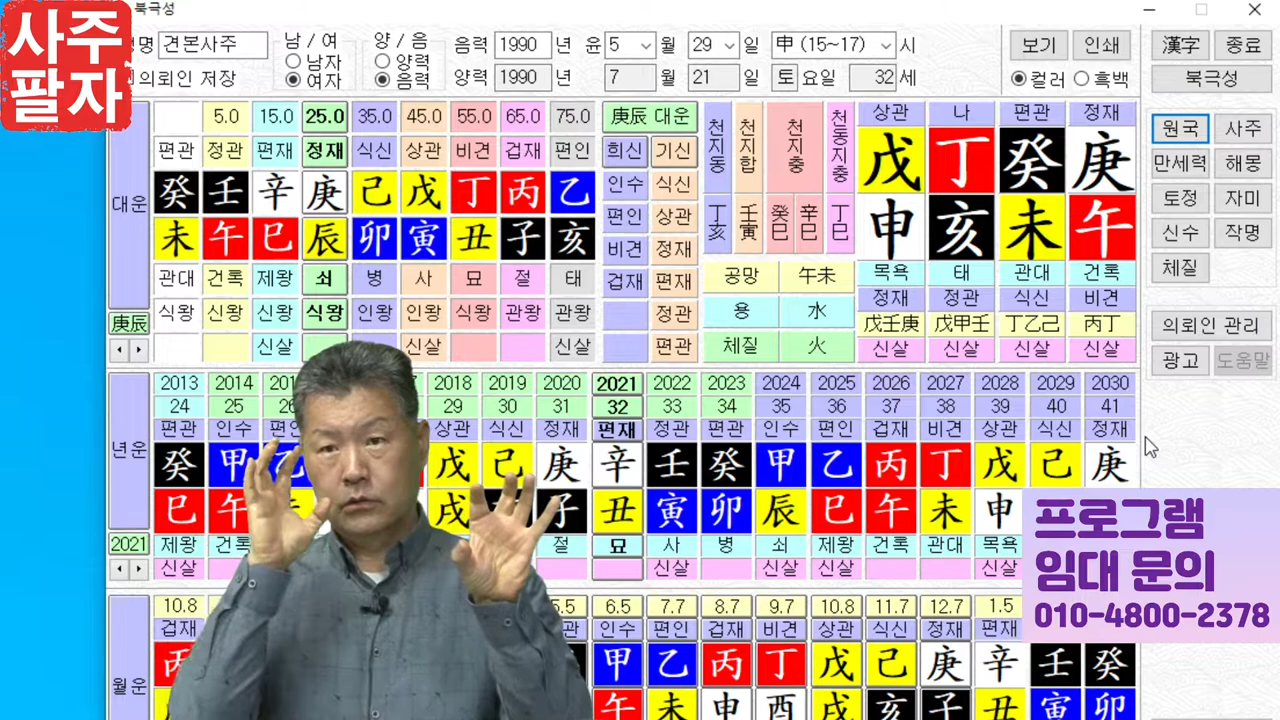 사주
팔자
북극성
명 견본사주 남 / 여 양 / 음 음력 1990 년 윤 5 월 29 일 申 (15~17) 시 보기 인쇄 漢字 종료
의뢰인 저장 남자 여자 양력 음력 양력 1990 년 7 월 21 일 토 요일 32 세 컬러 흑백 북극성
원국 사주
만세력 해몽
토정 자미
신수 작명
체질
의뢰인 관리
광고 도움말
대운
庚辰
5.0 15.0 25.0 35.0 45.0 55.0 65.0 75.0
편관 정관 편재 정재 식신 상관 비견 겁재 편인
癸 壬 辛 庚 己 戊 丁 丙 乙
未 午 巳 辰 卯 寅 丑 子 亥
관대 건록 제왕 쇠 병 사 묘 절 태
식왕 신왕 신왕 식왕 인왕 인왕 식왕 관왕 관왕
신살 신살 신살
庚辰 대운
희신 기신
인수 식신
편인 상관
비견 정재
겁재 편재
정관
편관
천지동 천지합 천지충 천동지충
丁亥 壬寅 癸巳 辛巳 丁巳
공망 午未
용 水
체질 火
상관 나 편관 정재
戊 丁 癸 庚
申 亥 未 午
목욕 태 관대 건록
정재 정관 식신 비견
戊壬庚 戊甲壬 丁乙己 丙丁
신살 신살 신살 신살
년운
2021
2013 2014 2018 2019 2020 2021 2022 2023 2024 2025 2026 2027 2028 2029 2030
24 25 29 30 31 32 33 34 35 36 37 38 39 40 41
편관 인수 편인 상관 식신 정재 편재 정관 편관 인수 편인 겁재 비견 상관 식신 정재
癸 甲 乙 戊 己 庚 辛 壬 癸 甲 乙 丙 丁 戊 己 庚
巳 午 戌 子 丑 寅 卯 辰 巳 午 未 申
제왕 건록 절 묘 사 병 쇠 제왕 건록 관대 목욕
신살 신살 신살 신살 신살
프로그램
임대 문의
010-4800-2378
월운
10.8 5.5 6.5 7.7 8.7 9.7 10.8 11.7 12.7 1.5
겁재 인수 편인 겁재 비견 상관 식신 정재 편재
丙 甲 乙 丙 丁 戊 己 庚 辛 壬 癸
午 未 申 酉 戌 亥 子 丑 寅 卯